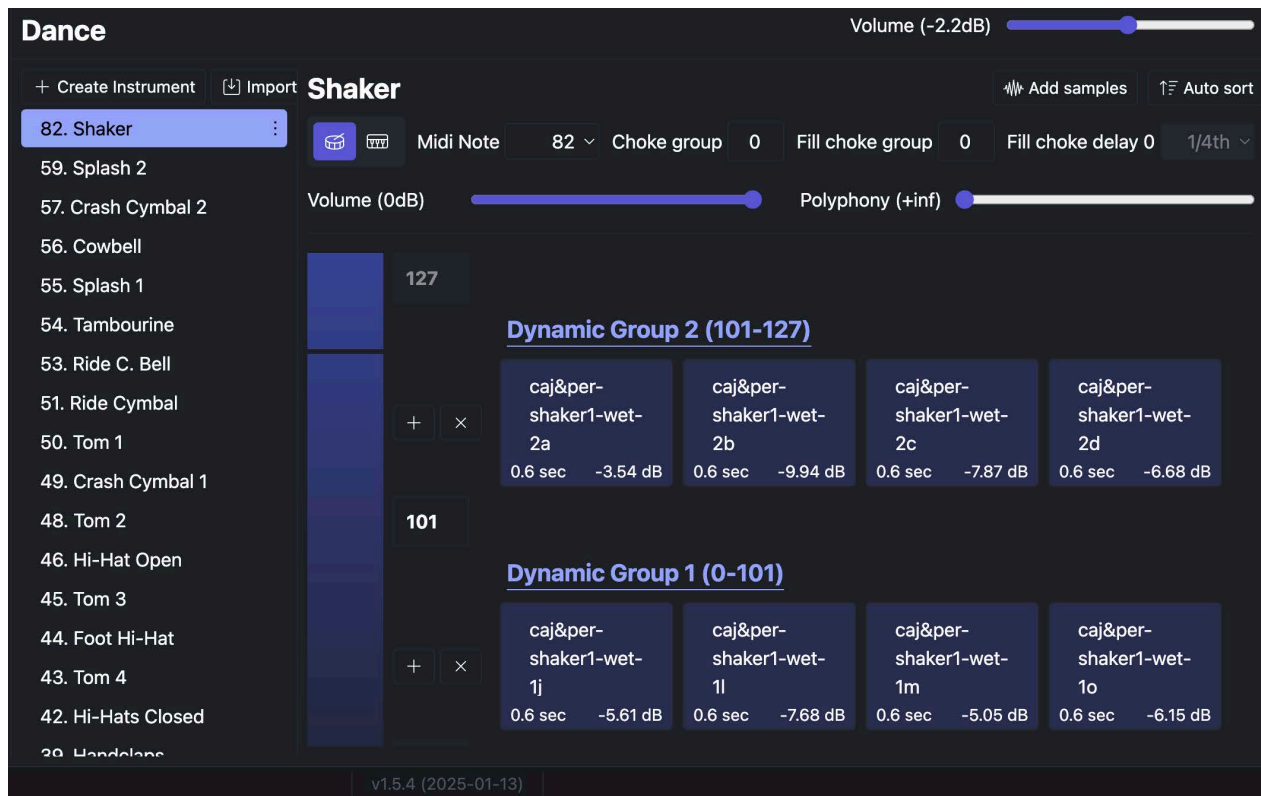 Dance
Volume (-2.2dB)
+ Create Instrument
Import
Shaker
Add samples
Auto sort
82. Shaker
59. Splash 2
57. Crash Cymbal 2
56. Cowbell
55. Splash 1
54. Tambourine
53. Ride C. Bell
51. Ride Cymbal
50. Tom 1
49. Crash Cymbal 1
48. Tom 2
46. Hi-Hat Open
45. Tom 3
44. Foot Hi-Hat
43. Tom 4
42. Hi-Hats Closed
39. Handclaps
Midi Note 82 Choke group 0 Fill choke group 0 Fill choke delay 0 1/4th
Volume (0dB)
Polyphony (+inf)
127
Dynamic Group 2 (101-127)
caj&per-
shaker1-wet-
2a
0.6 sec -3.54 dB
caj&per-
shaker1-wet-
2b
0.6 sec -9.94 dB
caj&per-
shaker1-wet-
2c
0.6 sec -7.87 dB
caj&per-
shaker1-wet-
2d
0.6 sec -6.68 dB
+ ×
101
Dynamic Group 1 (0-101)
caj&per-
shaker1-wet-
1j
0.6 sec -5.61 dB
caj&per-
shaker1-wet-
1l
0.6 sec -7.68 dB
caj&per-
shaker1-wet-
1m
0.6 sec -5.05 dB
caj&per-
shaker1-wet-
1o
0.6 sec -6.15 dB
+ ×
v1.5.4 (2025-01-13)